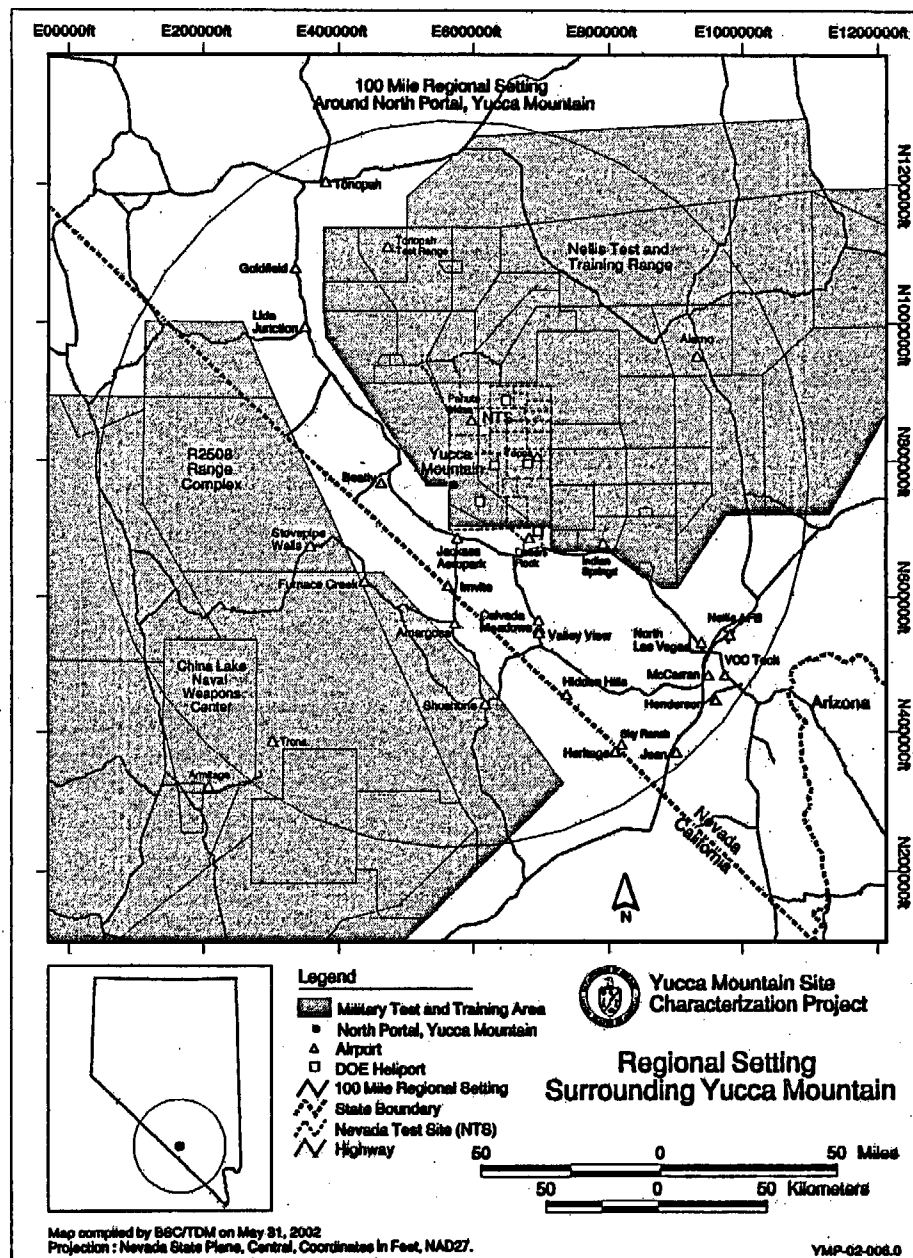 E00000ft E200000ft E400000ft E600000ft E800000ft E1000000ft E1200000ft
100 Mile Regional Setting
Around North Portal, Yucca Mountain
N1200000ft
N1000000ft
N800000ft
N600000ft
N400000ft
N200000ft
Tonopah
Tonopah
Test Range
Nellis Test and
Training Range
Goldfield
Lida
Junction
Alamo
Pahute
Mesa
NTS
R2508
Range
Complex
Yucca
Mountain
Beatty
Stovepipe
Wells
Jackass
Aeropark
Rock
Indian
Springs
Furnace Creek
Imvite
Calvada
Meadows
Nellis AFB
Amargosa
Valley View
North
Las Vegas
China Lake
Naval
Weapons
Center
Hidden Hills
McCarran
Shoshone
Henderson
Arizona
Sky Ranch
Trona
Heritage
Jean
Armitage
Nevada
California
N
Legend
Military Test and Training Area
North Portal, Yucca Mountain
Airport
DOE Heliport
100 Mile Regional Setting
State Boundary
Nevada Test Site (NTS)
Highway
Yucca Mountain Site
Characterization Project
Regional Setting
Surrounding Yucca Mountain
50 0 50 Miles
50 0 50 Kilometers
Map compiled by BSC/TDM on May 31, 2002
Projection : Nevada State Plane, Central, Coordinates in Feet, NAD27.
YMP-02-006.0